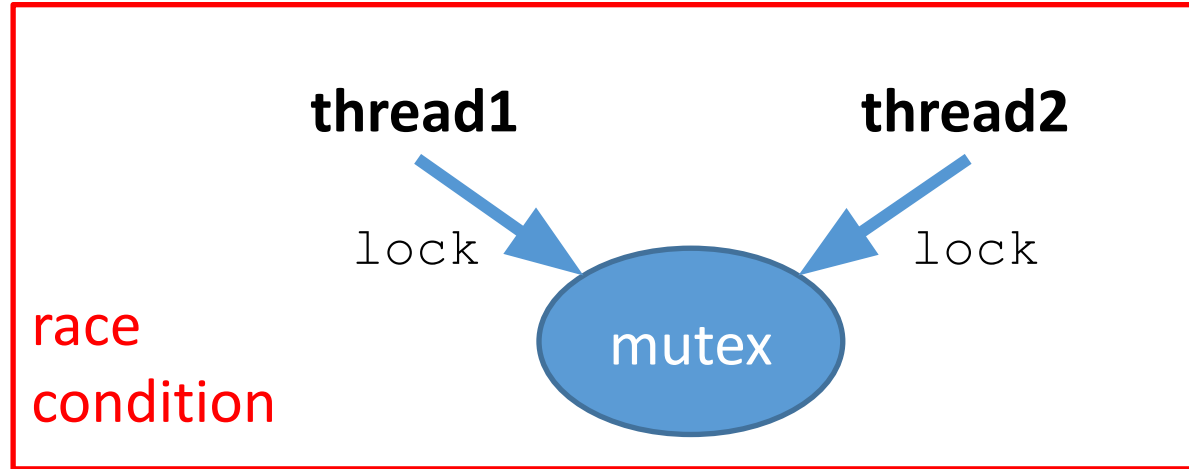 thread1 thread2
lock lock
race
mutex
condition